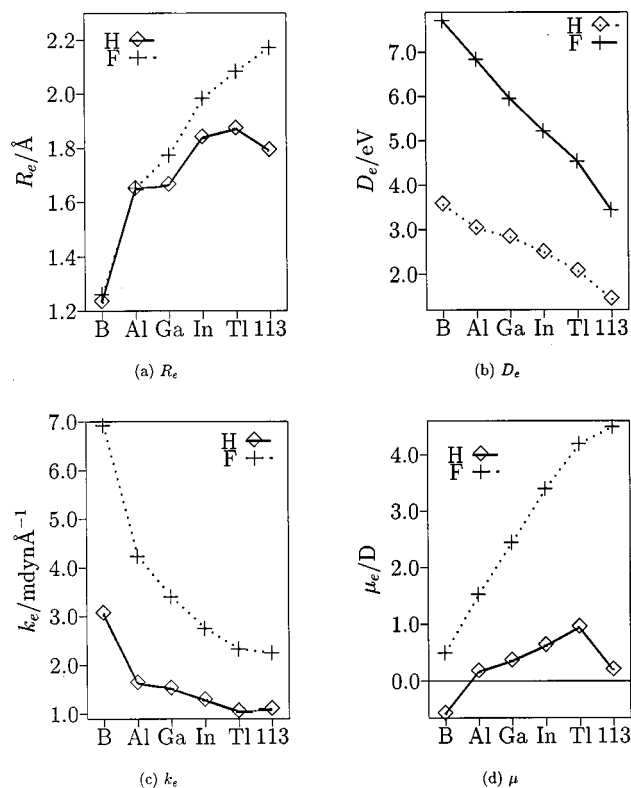 2.2
2.0
1.8
1.6
1.4
1.2
R_e/Å
H
F
B Al Ga In Tl 113
(a) R_e
7.0
6.0
5.0
4.0
3.0
2.0
D_e/eV
H
F
B Al Ga In Tl 113
(b) D_e
7.0
6.0
5.0
4.0
3.0
2.0
1.0
k_e/mdynÅ⁻¹
H
F
B Al Ga In Tl 113
(c) k_e
4.0
3.0
2.0
1.0
0.0
μ_e/D
H
F
B Al Ga In Tl 113
(d) μ